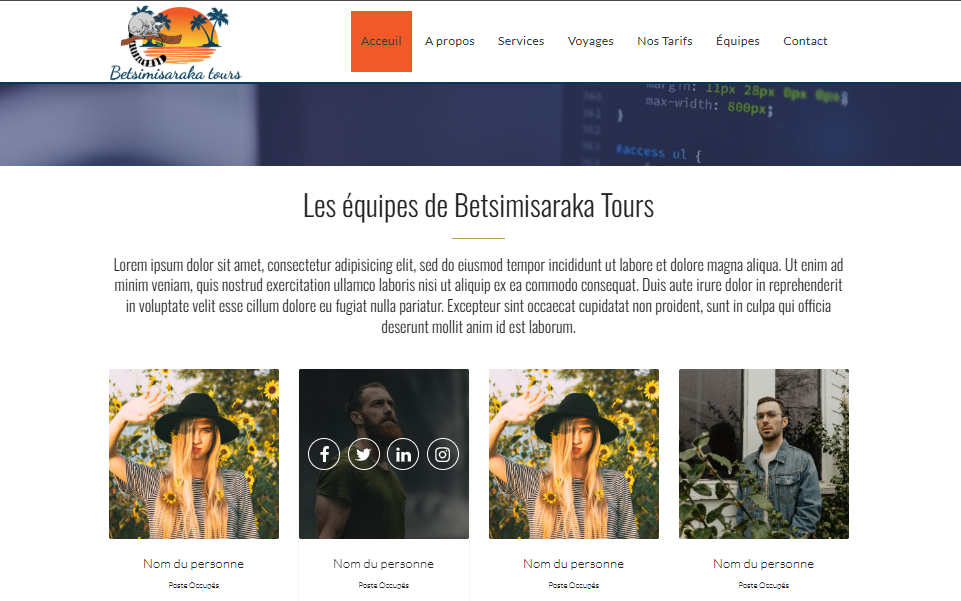 Betsimisaraka tours
Acceuil A propos Services Voyages Nos Tarifs Équipes Contact
margin: 11px 28px 0px 0px;
max-width: 800px;
}
#access ul {
Les équipes de Betsimisaraka Tours
Lorem ipsum dolor sit amet, consectetur adipisicing elit, sed do eiusmod tempor incididunt ut labore et dolore magna aliqua. Ut enim ad
minim veniam, quis nostrud exercitation ullamco laboris nisi ut aliquip ex ea commodo consequat. Duis aute irure dolor in reprehenderit
in voluptate velit esse cillum dolore eu fugiat nulla pariatur. Excepteur sint occaecat cupidatat non proident, sunt in culpa qui officia
deserunt mollit anim id est laborum.
Nom du personne Nom du personne Nom du personne Nom du personne
Poste Occupés Poste Occupés Poste Occupés Poste Occupés